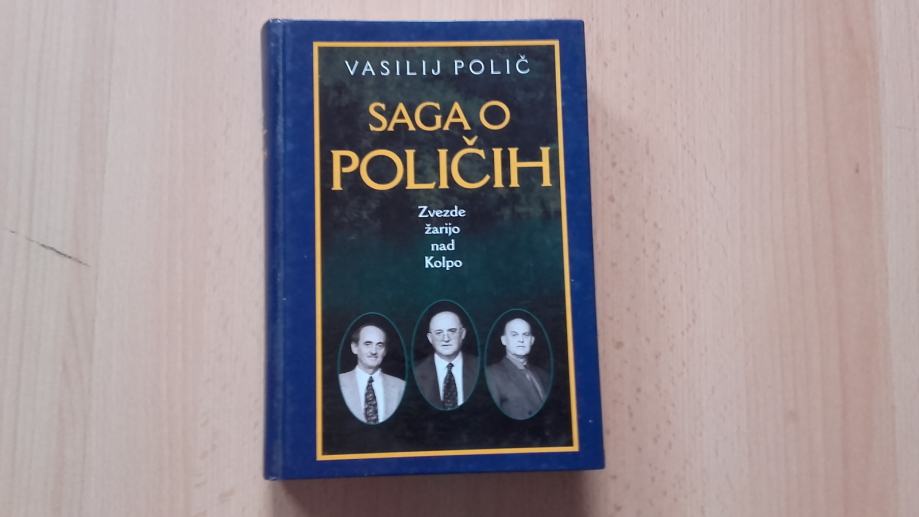 VASILIJ POLIČ
SAGA O
POLIČIH
Zvezde
žarijo
nad
Kolpo